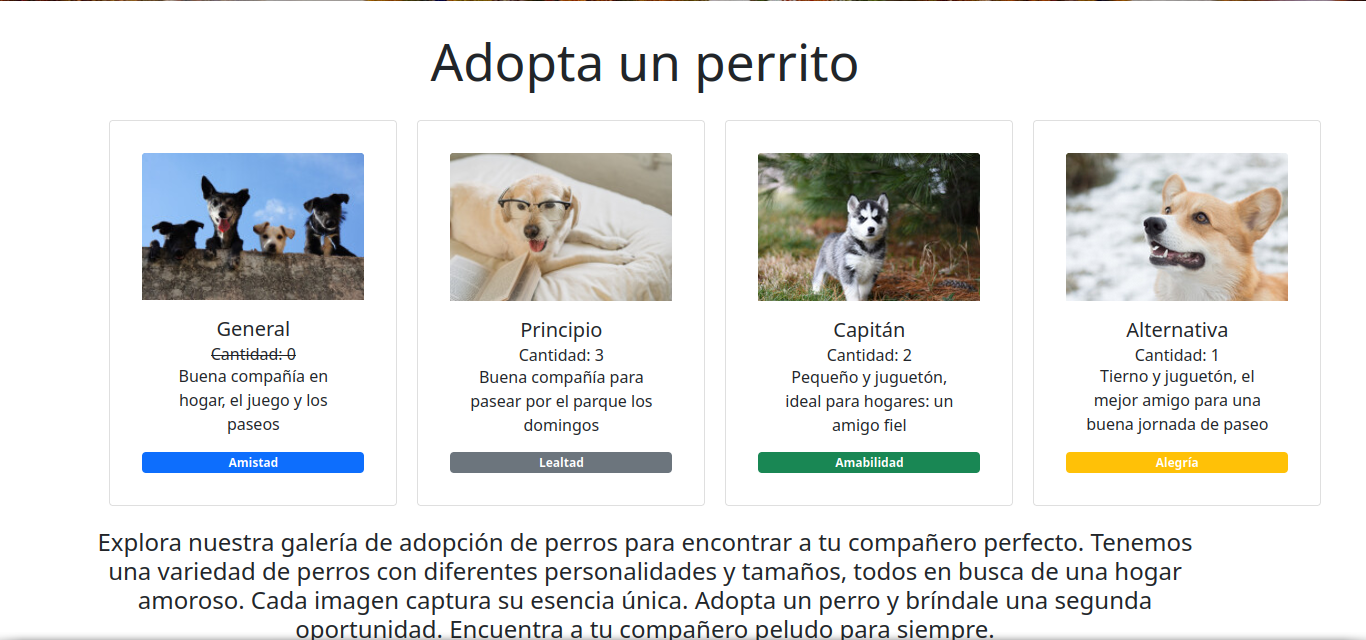 Adopta un perrito
General
Cantidad: 0
Buena compañía en
hogar, el juego y los
paseos
Amistad
Principio
Cantidad: 3
Buena compañía para
pasear por el parque los
domingos
Lealtad
Capitán
Cantidad: 2
Pequeño y juguetón,
ideal para hogares: un
amigo fiel
Amabilidad
Alternativa
Cantidad: 1
Tierno y juguetón, el
mejor amigo para una
buena jornada de paseo
Alegría
Explora nuestra galería de adopción de perros para encontrar a tu compañero perfecto. Tenemos
una variedad de perros con diferentes personalidades y tamaños, todos en busca de una hogar
amoroso. Cada imagen captura su esencia única. Adopta un perro y bríndale una segunda
oportunidad. Encuentra a tu compañero peludo para siempre.